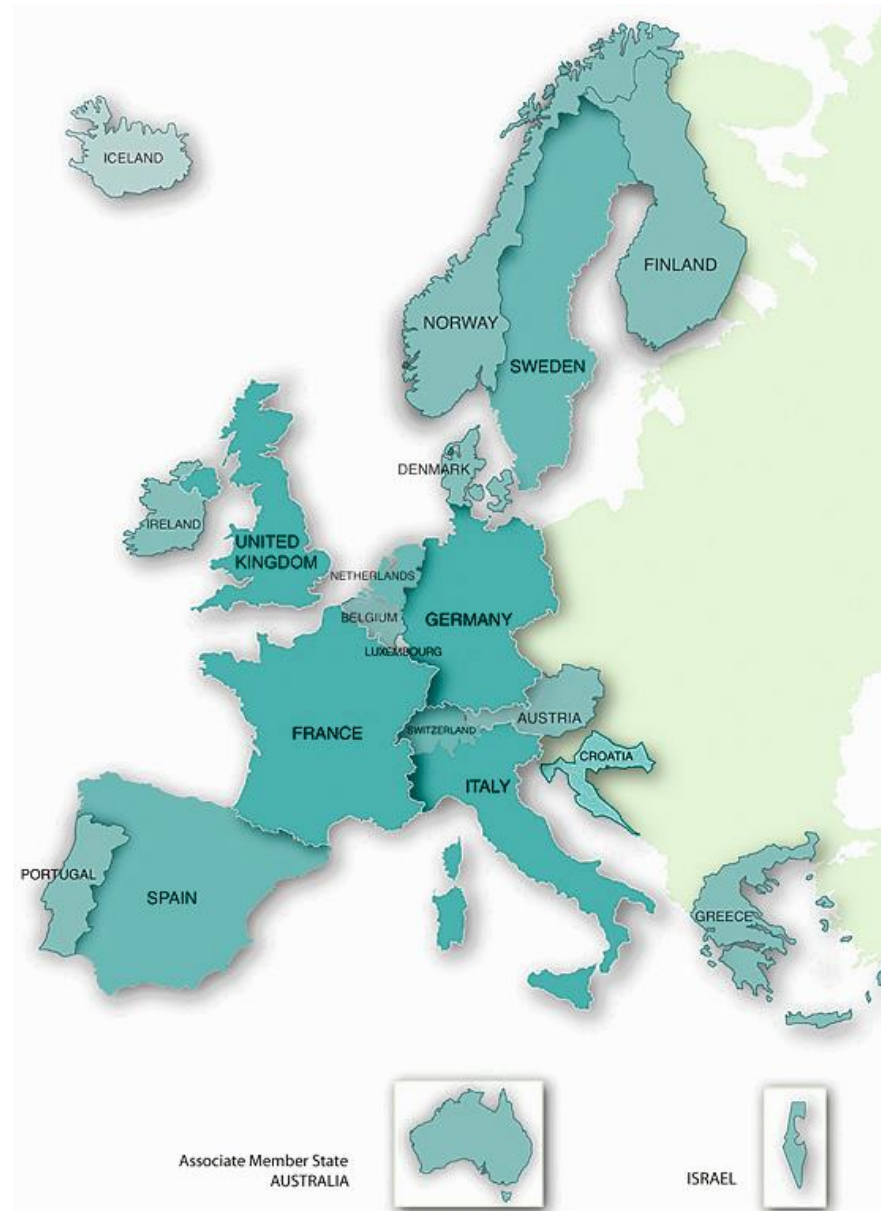 ICELAND
FINLAND
NORWAY
SWEDEN
DENMARK
IRELAND
UNITED
KINGDOM
NETHERLANDS
BELGIUM
GERMANY
LUXEMBOURG
AUSTRIA
SWITZERLAND
FRANCE
CROATIA
ITALY
PORTUGAL
SPAIN
GREECE
Associate Member State
AUSTRALIA
ISRAEL